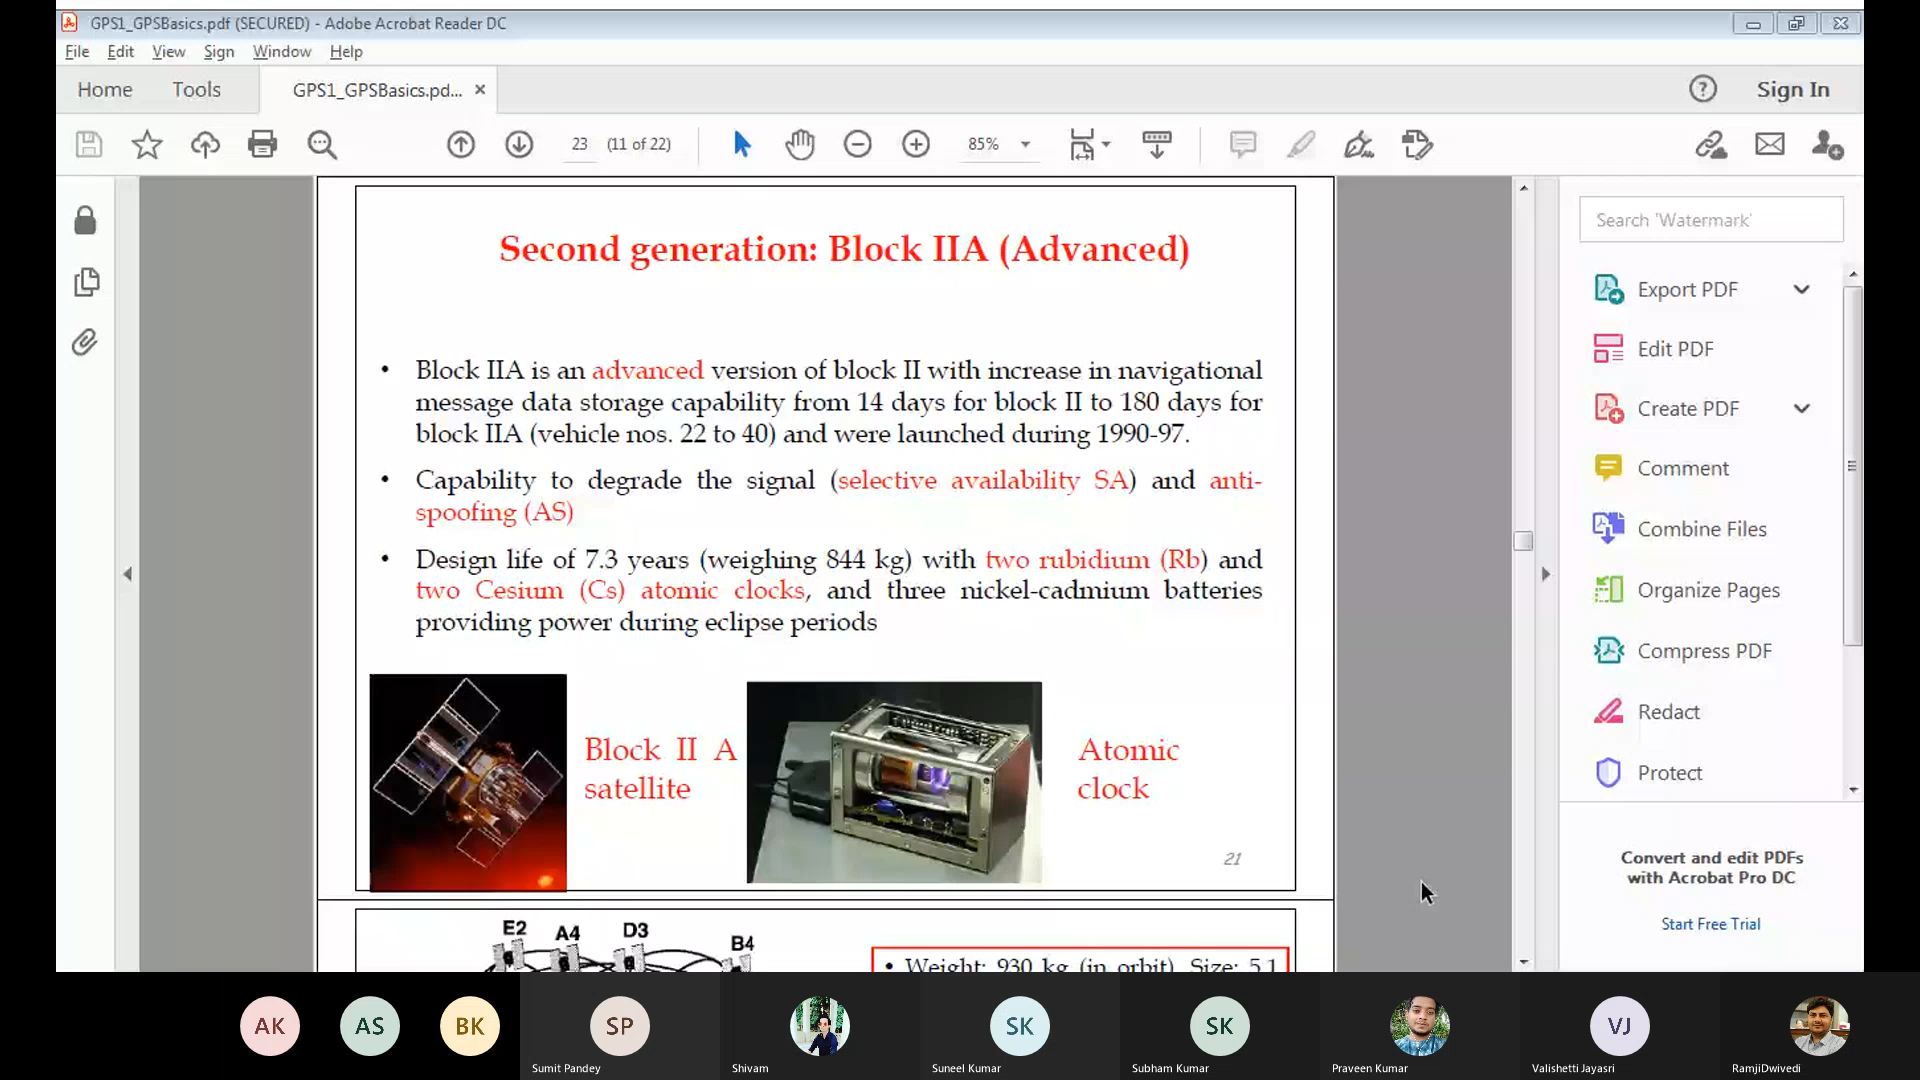 GPS1_GPSBasics.pdf (SECURED) - Adobe Acrobat Reader DC
File Edit View Sign Window Help
Home Tools GPS1_GPSBasics.pd... × Sign In
23 (11 of 22) 85%
Second generation: Block IIA (Advanced)
• Block IIA is an advanced version of block II with increase in navigational
message data storage capability from 14 days for block II to 180 days for
block IIA (vehicle nos. 22 to 40) and were launched during 1990-97.
• Capability to degrade the signal (selective availability SA) and anti-
spoofing (AS)
• Design life of 7.3 years (weighing 844 kg) with two rubidium (Rb) and
two Cesium (Cs) atomic clocks, and three nickel-cadmium batteries
providing power during eclipse periods
Block II A
satellite
Atomic
clock
21
E2 A4 D3 B4
• Weight: 930 kg (in orbit), Size: 5.1
Search 'Watermark'
Export PDF
Edit PDF
Create PDF
Comment
Combine Files
Organize Pages
Compress PDF
Redact
Protect
Convert and edit PDFs
with Acrobat Pro DC
Start Free Trial
AK AS BK SP SK SK VJ
Sumit Pandey Shivam Suneel Kumar Subham Kumar Praveen Kumar Valishetti Jayasri RamjiDwivedi